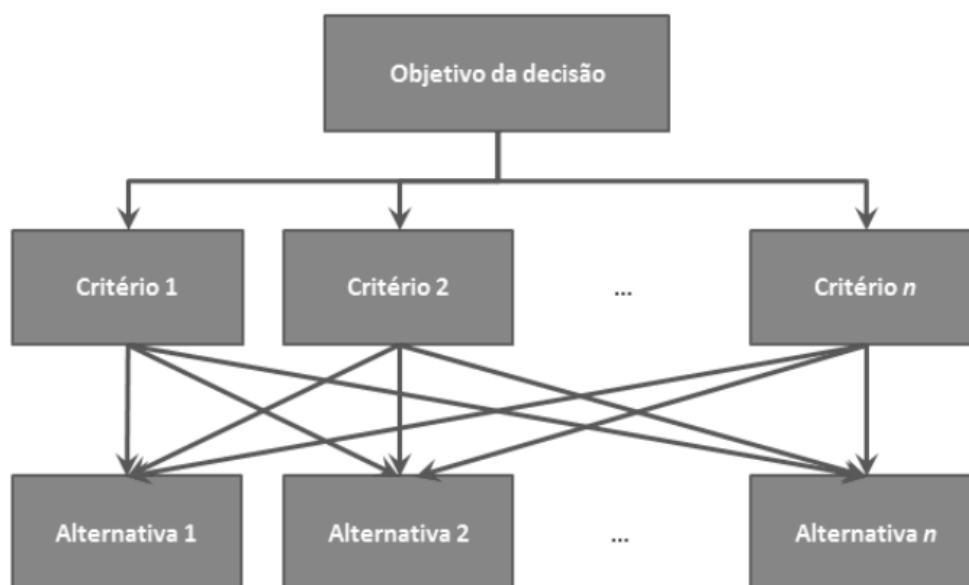 Objetivo da decisão
Critério 1
Critério 2
...
Critério n
Alternativa 1
Alternativa 2
...
Alternativa n